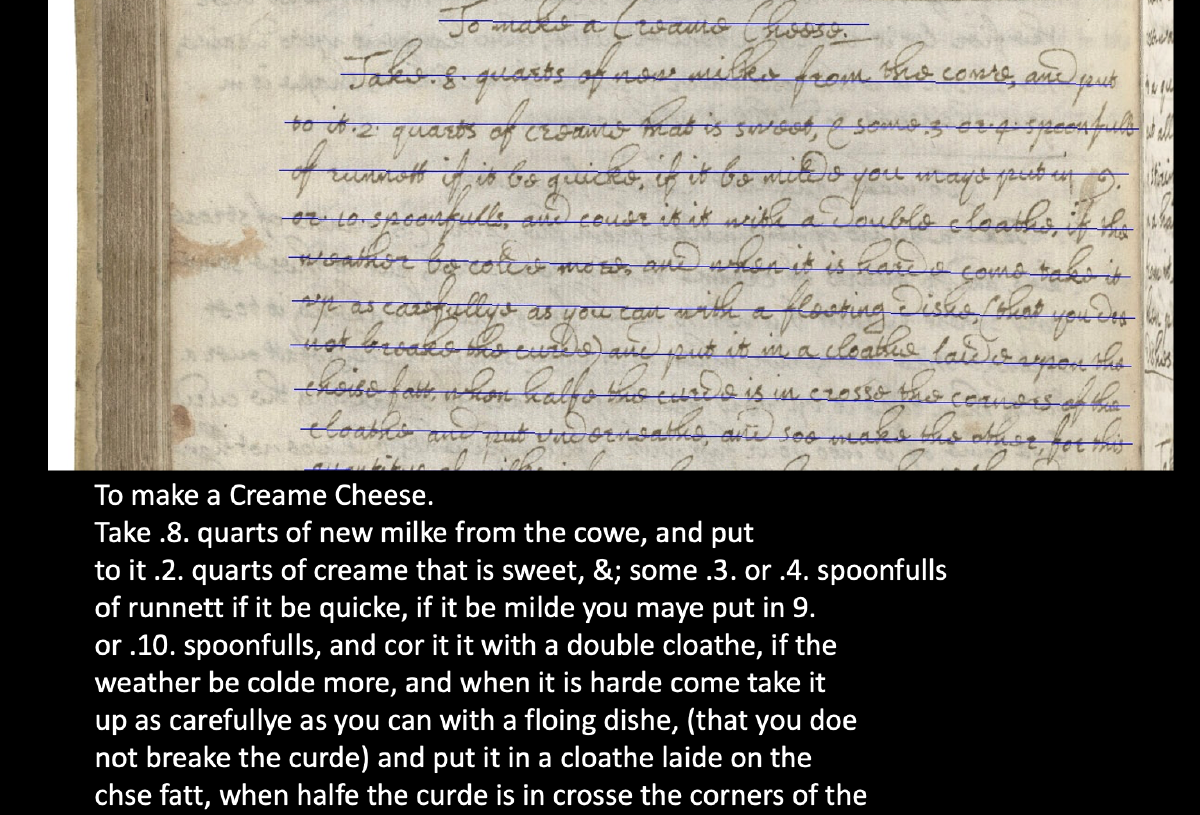 To make a Creame Cheese.
Take .8. quarts of new milke from the cowe, and put
to it .2. quarts of creame that is sweet, & some .3. or .4. spoonfulls
of runnett if it be quicke, if it be milde you maye put in 9.
or .10. spoonfulls, and couer it it with a double cloathe, if the
weather be colde more, and when it is harde come take it
vp as carefullye as you can with a fleeting dishe, (that you doe
not breake the curde) and put it in a cloathe laide vpon the
cheise fatt, when halfe the curde is in crosse the corners of the
cloathe and put vnderneathe, and soe make the other, for this
To make a Creame Cheese.
Take .8. quarts of new milke from the cowe, and put
to it .2. quarts of creame that is sweet, &; some .3. or .4. spoonfulls
of runnett if it be quicke, if it be milde you maye put in 9.
or .10. spoonfulls, and cor it it with a double cloathe, if the
weather be colde more, and when it is harde come take it
up as carefullye as you can with a floing dishe, (that you doe
not breake the curde) and put it in a cloathe laide on the
chse fatt, when halfe the curde is in crosse the corners of the